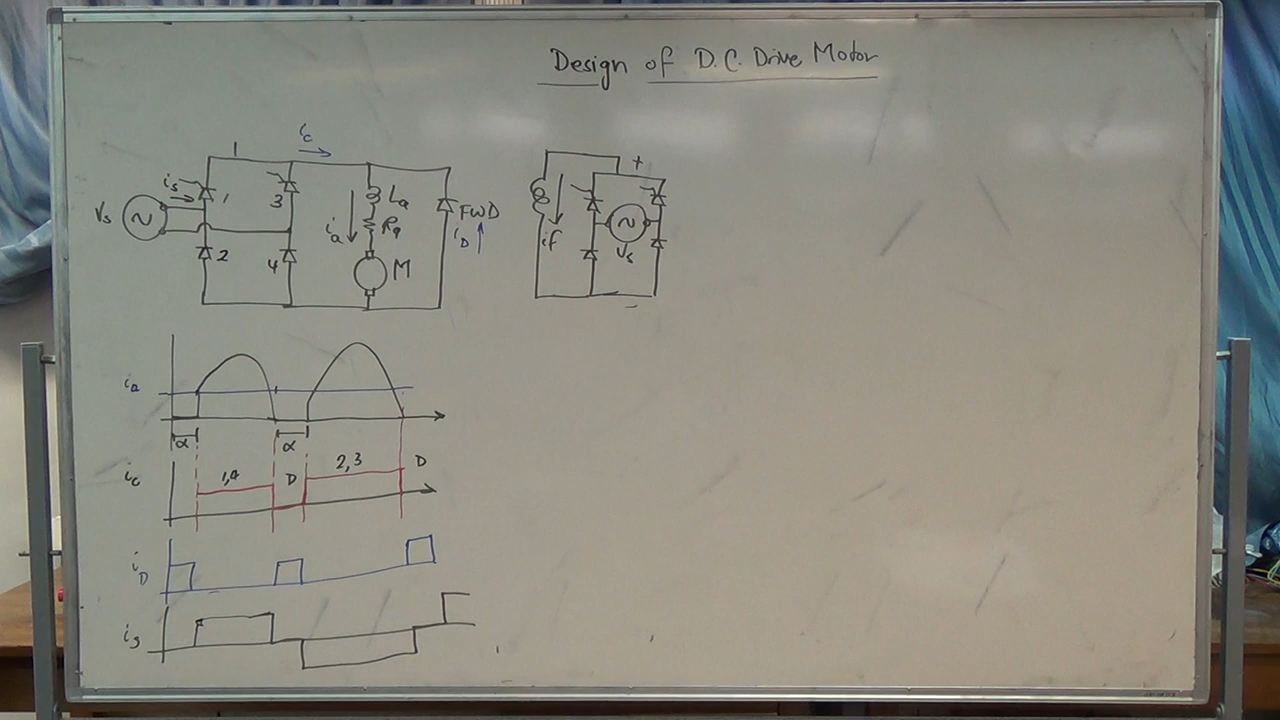 Design of D.C. Drive Motor
1 ic
is 1 3 La
Vs ~ ia Ra FWD
iD
2 4 M
+
if ~
Vs
-
ia
α α
ic 1,4 D 2,3 D
iD
is